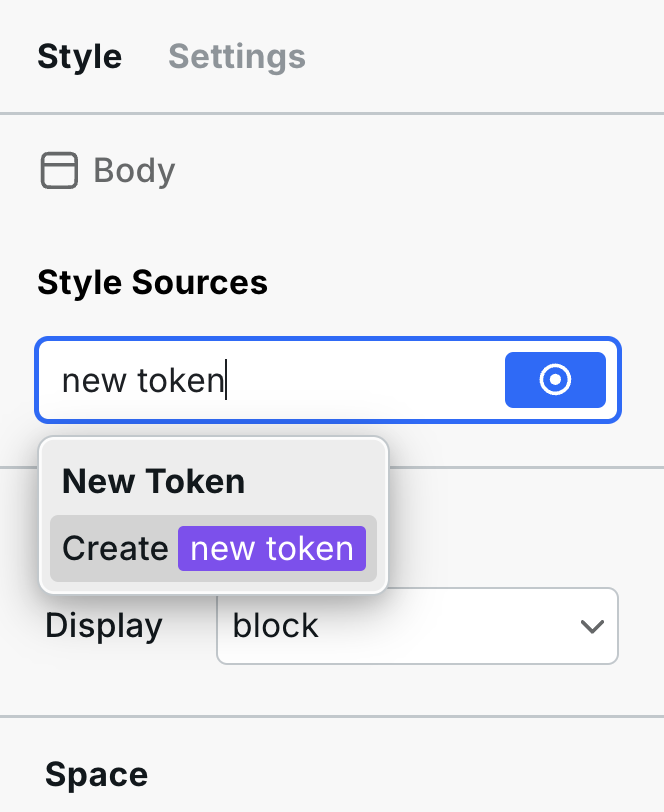 Style Settings
Body
Style Sources
new token
New Token
Create new token
Display block
Space